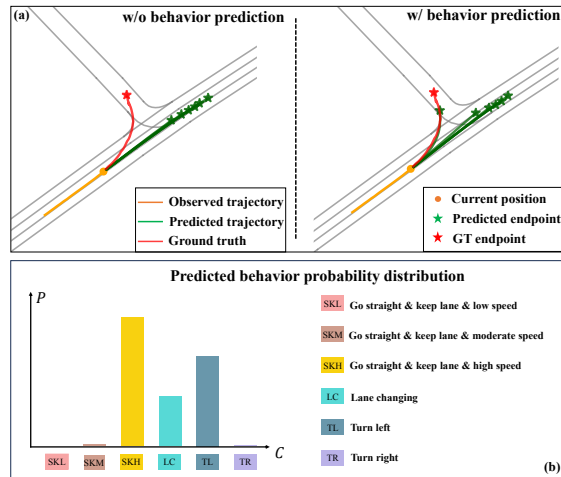 (a)
w/o behavior prediction
w/ behavior prediction
Observed trajectory
Predicted trajectory
Ground truth
Current position
Predicted endpoint
GT endpoint
Predicted behavior probability distribution
P
SKL Go straight & keep lane & low speed
SKM Go straight & keep lane & moderate speed
SKH Go straight & keep lane & high speed
LC Lane changing
TL Turn left
TR Turn right
SKL SKM SKH LC TL TR C
(b)